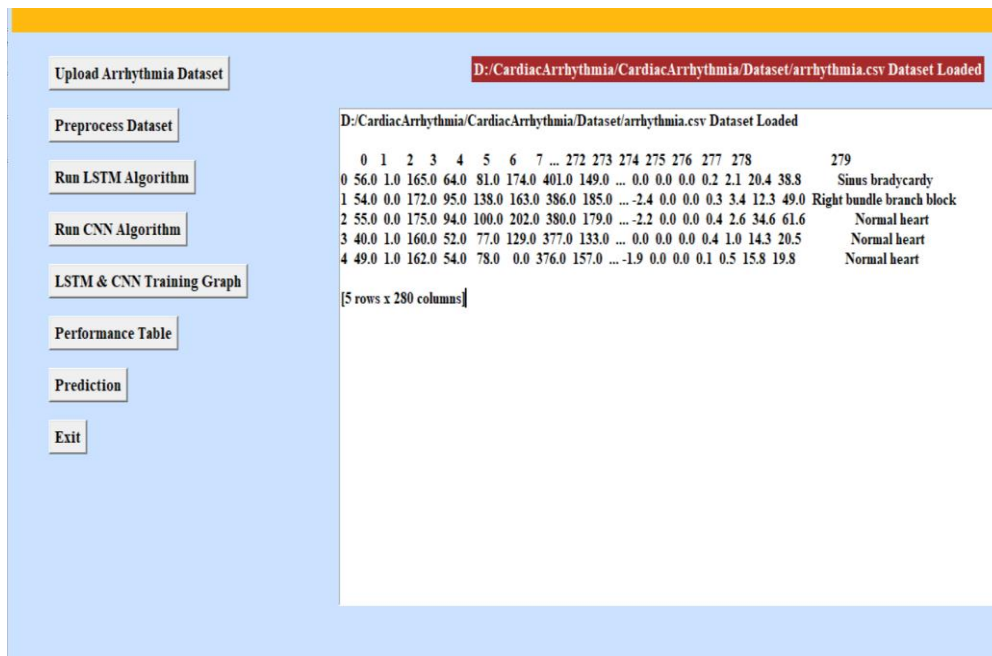 Upload Arrhythmia Dataset
D:/CardiacArrhythmia/CardiacArrhythmia/Dataset/arrhythmia.csv Dataset Loaded
Preprocess Dataset
Run LSTM Algorithm
Run CNN Algorithm
LSTM & CNN Training Graph
Performance Table
Prediction
Exit
D:/CardiacArrhythmia/CardiacArrhythmia/Dataset/arrhythmia.csv Dataset Loaded
0 1 2 3 4 5 6 7 ... 272 273 274 275 276 277 278 279
0 56.0 1.0 165.0 64.0 81.0 174.0 401.0 149.0 ... 0.0 0.0 0.0 0.2 2.1 20.4 38.8 Sinus bradycardy
1 54.0 0.0 172.0 95.0 138.0 163.0 386.0 185.0 ... -2.4 0.0 0.0 0.3 3.4 12.3 49.0 Right bundle branch block
2 55.0 0.0 175.0 94.0 100.0 202.0 380.0 179.0 ... -2.2 0.0 0.0 0.4 2.6 34.6 61.6 Normal heart
3 40.0 1.0 160.0 52.0 77.0 129.0 377.0 133.0 ... 0.0 0.0 0.0 0.4 1.0 14.3 20.5 Normal heart
4 49.0 1.0 162.0 54.0 78.0 0.0 376.0 157.0 ... -1.9 0.0 0.0 0.1 0.5 15.8 19.8 Normal heart
[5 rows x 280 columns]